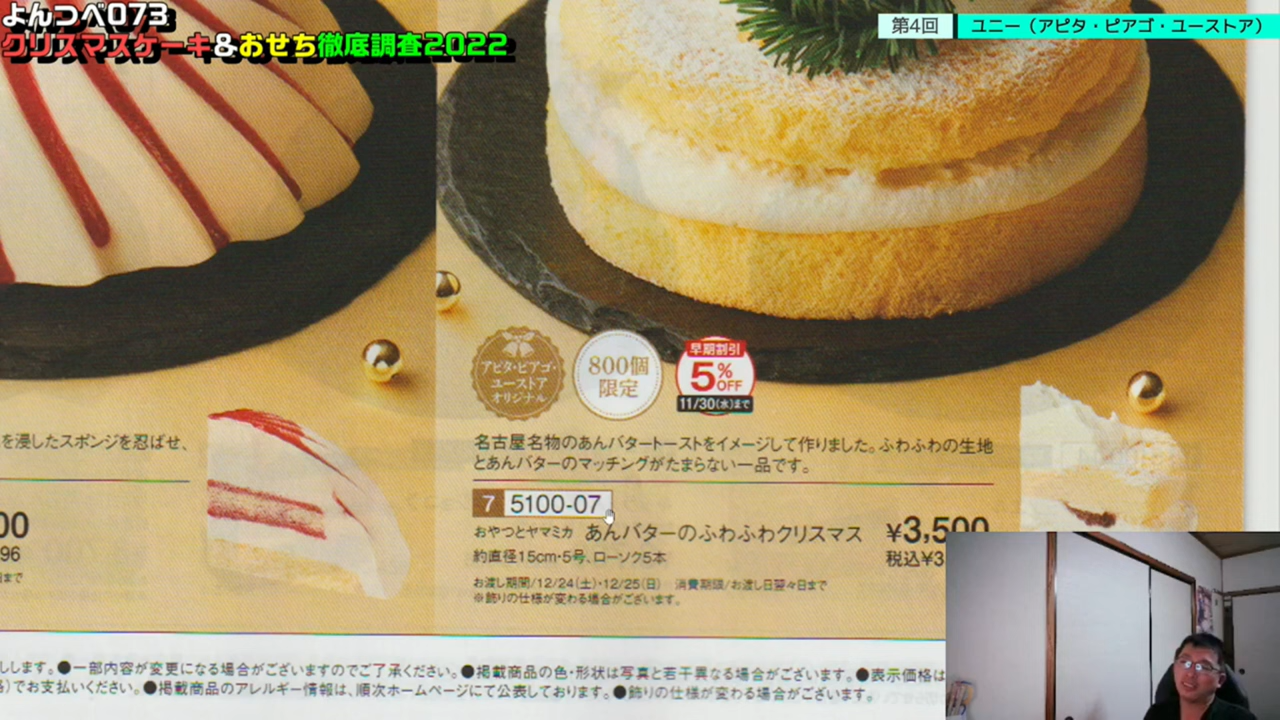 よんつべ073
クリスマスケーキ&おせち徹底調査2022
第4回 ユニー（アピタ・ピアゴ・ユーストア）
アピタ・ピアゴ・
ユーストア
オリジナル
800個
限定
早期割引
5%OFF
11/30(水)まで
を浸したスポンジを忍ばせ、
00
96
まで
名古屋名物のあんバタートーストをイメージして作りました。ふわふわの生地
とあんバターのマッチングがたまらない一品です。
7 5100-07
おやつとヤマミカ あんバターのふわふわクリスマス ¥3,500
約直径15cm・5号、ローソク5本 税込¥3
お渡し期間/12/24(土)・12/25(日) 消費期限/お渡し日翌々日まで
※飾りの仕様が変わる場合がございます。
しします。●一部内容が変更になる場合がございますのでご了承ください。●掲載商品の色・形状は写真と若干異なる場合がございます。●表示価格は
)でお支払いください。●掲載商品のアレルギー情報は、順次ホームページにて公表しております。●飾りの仕様が変わる場合がございます。